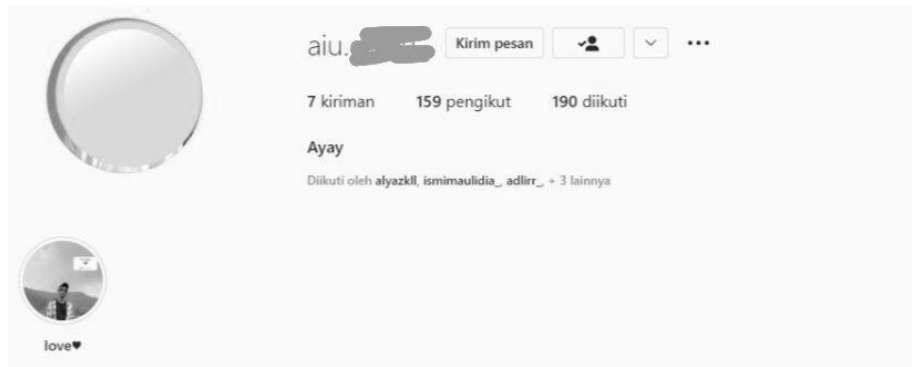 aiu. Kirim pesan
7 kiriman 159 pengikut 190 diikuti
Ayay
Diikuti oleh alyazkll, ismimaulidia_, adlirr_, + 3 lainnya
love♥